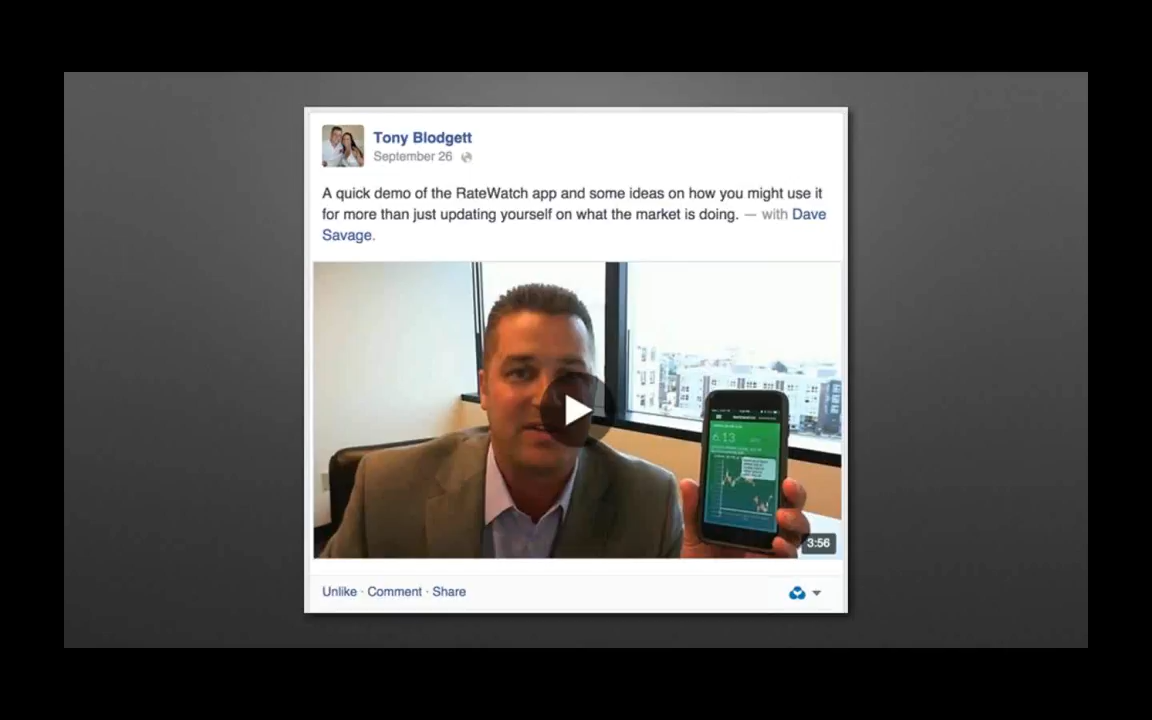 Tony Blodgett
September 26
A quick demo of the RateWatch app and some ideas on how you might use it
for more than just updating yourself on what the market is doing. — with Dave
Savage.
6.13
3:56
Unlike · Comment · Share